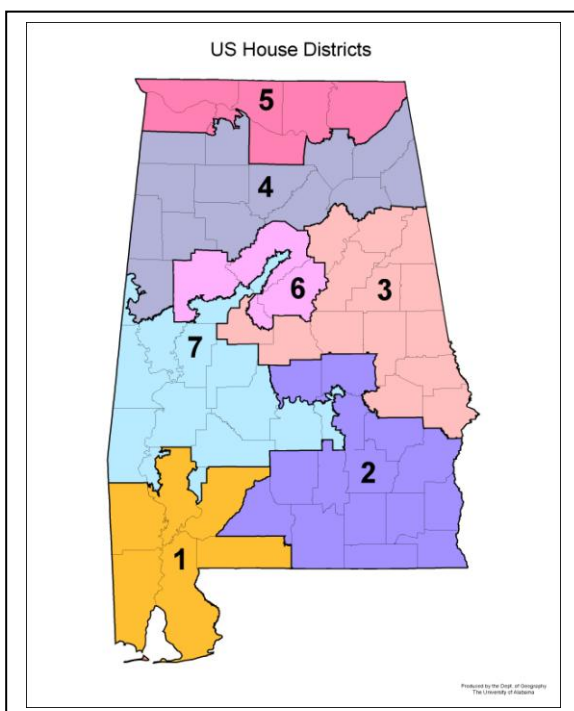 US House Districts
5
4
6
3
7
2
1
Produced by the Dept. of Geography
The University of Alabama